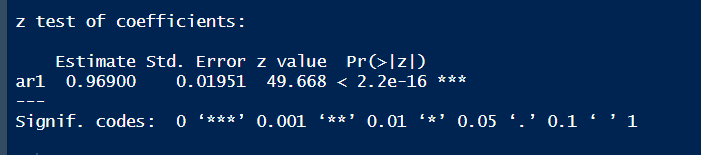 z test of coefficients:
Estimate Std. Error z value Pr(>|z|)
ar1 0.96900 0.01951 49.668 < 2.2e-16 ***
---
Signif. codes: 0 ‘***’ 0.001 ‘**’ 0.01 ‘*’ 0.05 ‘.’ 0.1 ‘ ’ 1